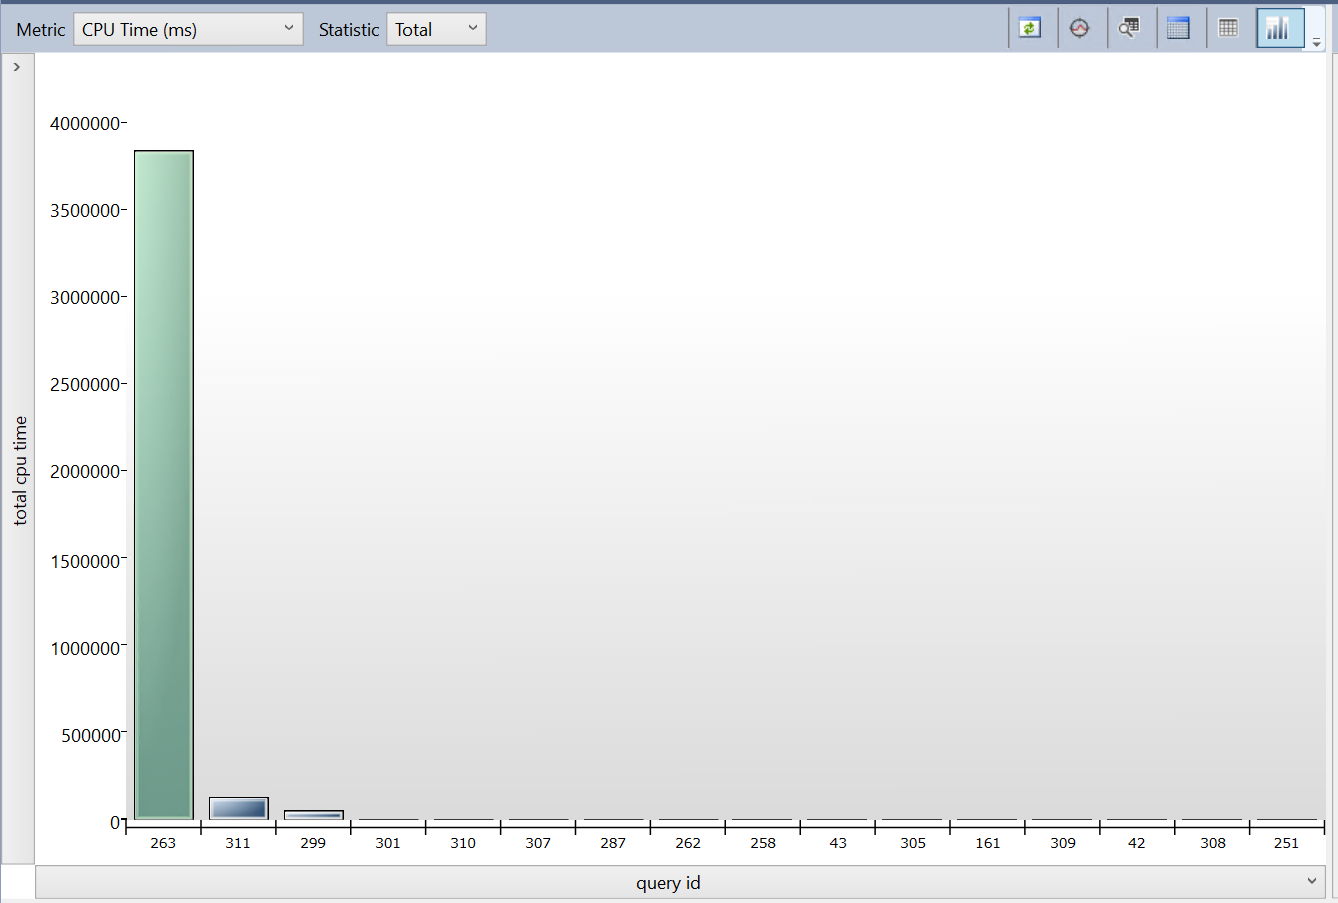 Metric CPU Time (ms) Statistic Total
total cpu time
4000000
3500000
3000000
2500000
2000000
1500000
1000000
500000
0
263 311 299 301 310 307 287 262 258 43 305 161 309 42 308 251
query id